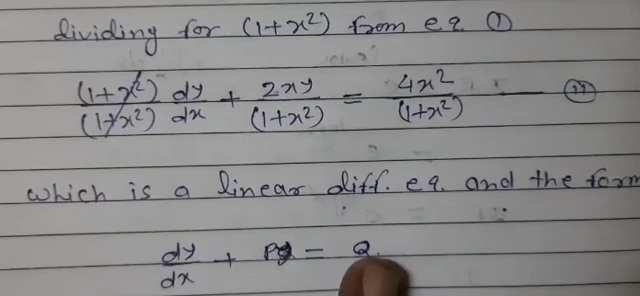 dividing for (1+x²) from eq. ①
(1+x²)/(1+x²) dy/dx + 2xy/(1+x²) = 4x²/(1+x²) — ⑪
which is a linear diff. eq. and the form
dy/dx + Py = Q.